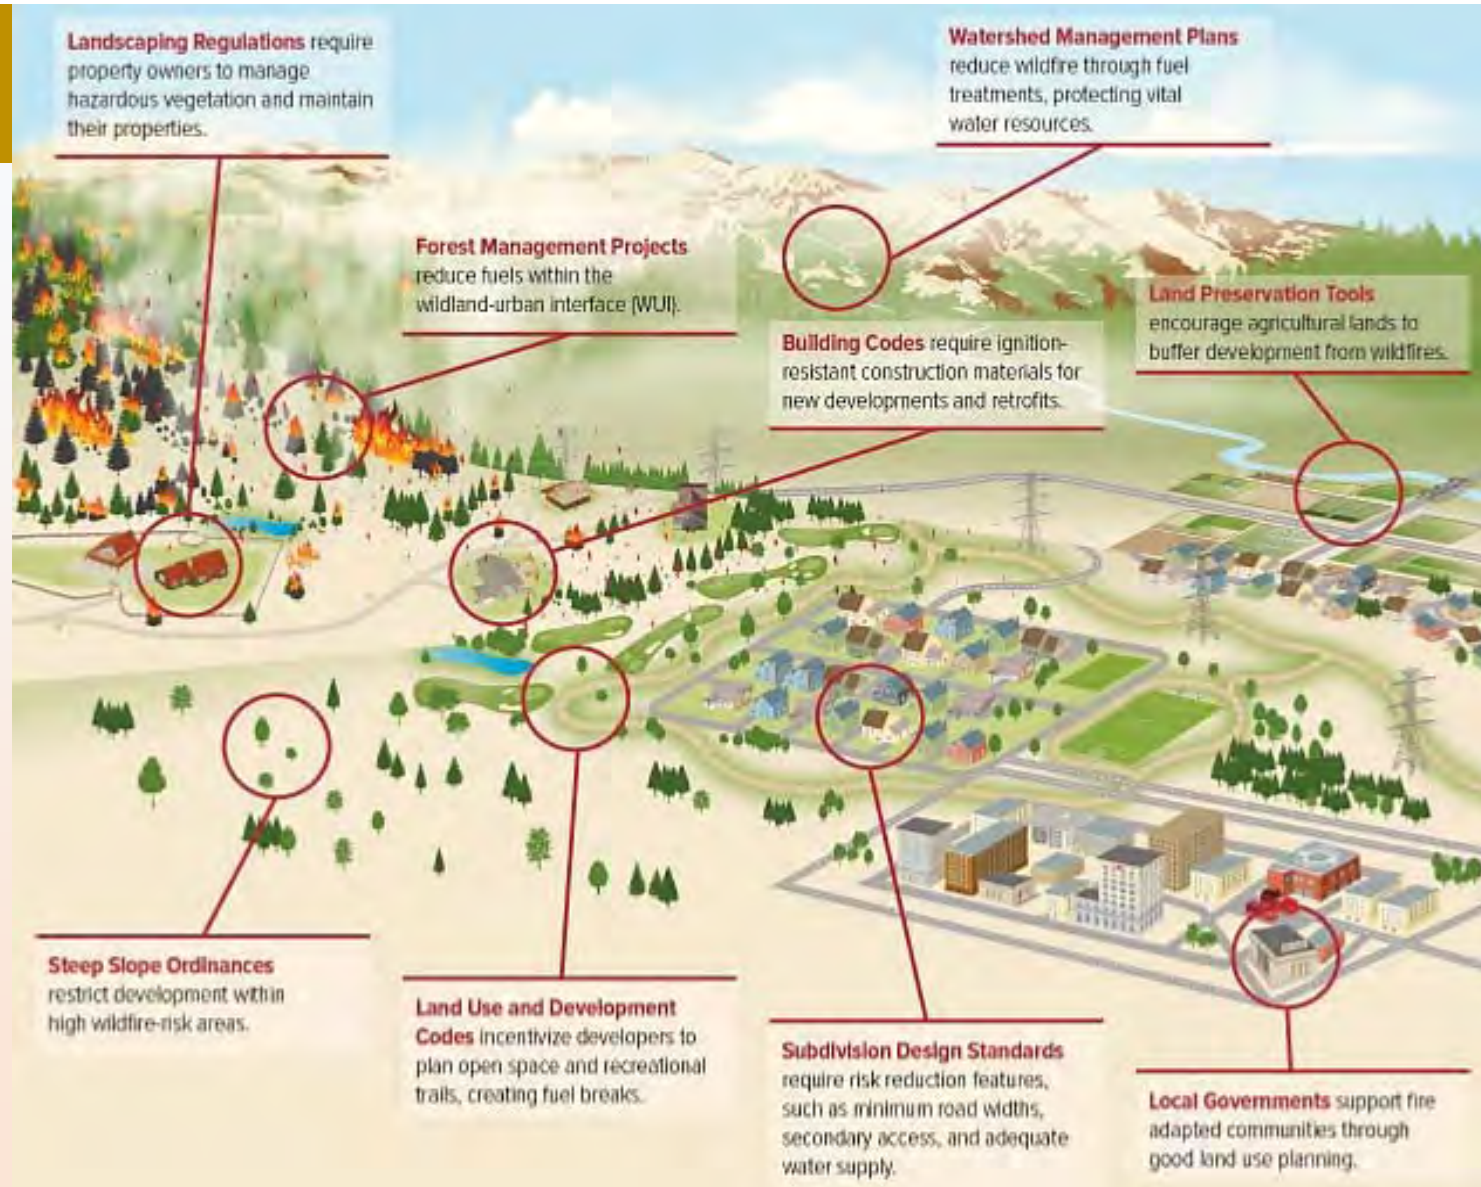 Landscaping Regulations require
property owners to manage
hazardous vegetation and maintain
their properties.
Watershed Management Plans
reduce wildfire through fuel
treatments, protecting vital
water resources.
Forest Management Projects
reduce fuels within the
wildland-urban interface (WUI).
Building Codes require ignition-
resistant construction materials for
new developments and retrofits.
Land Preservation Tools
encourage agricultural lands to
buffer development from wildfires.
Steep Slope Ordinances
restrict development within
high wildfire-risk areas.
Land Use and Development
Codes incentivize developers to
plan open space and recreational
trails, creating fuel breaks.
Subdivision Design Standards
require risk reduction features,
such as minimum road widths,
secondary access, and adequate
water supply.
Local Governments support fire
adapted communities through
good land use planning.